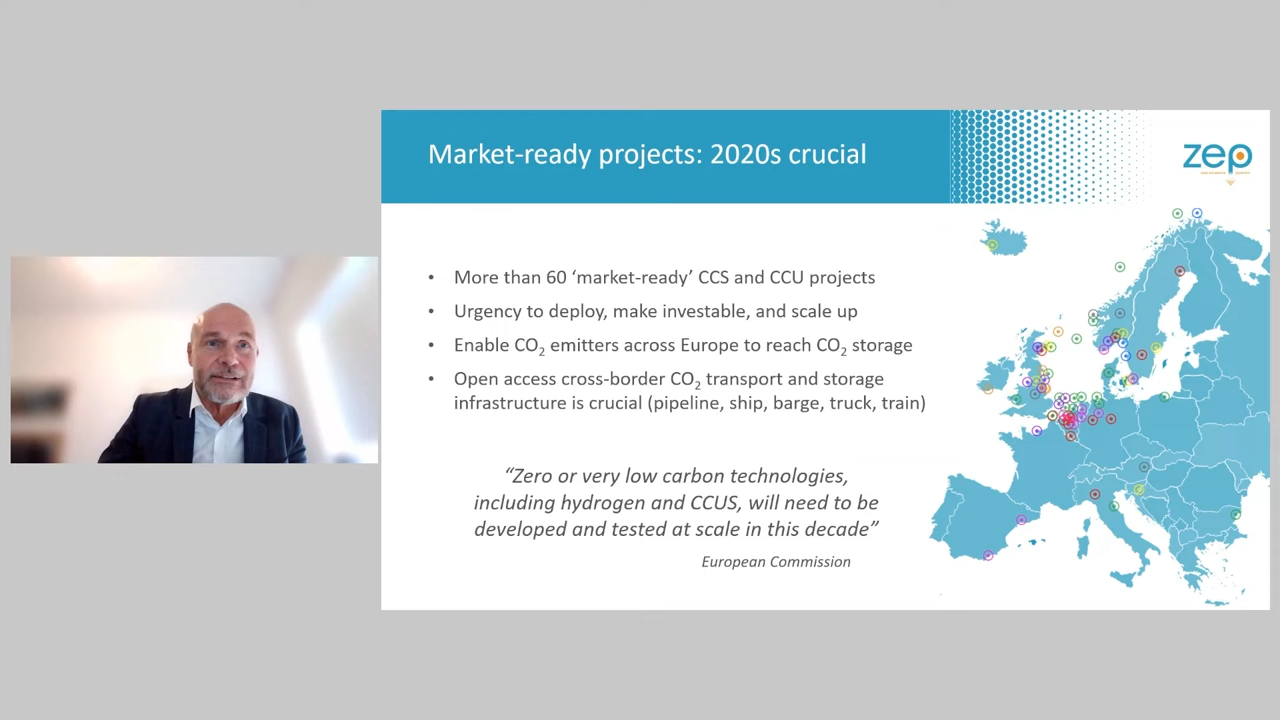 Market-ready projects: 2020s crucial
zep
• More than 60 ‘market-ready’ CCS and CCU projects
• Urgency to deploy, make investable, and scale up
• Enable CO₂ emitters across Europe to reach CO₂ storage
• Open access cross-border CO₂ transport and storage
infrastructure is crucial (pipeline, ship, barge, truck, train)
“Zero or very low carbon technologies,
including hydrogen and CCUS, will need to be
developed and tested at scale in this decade”
European Commission